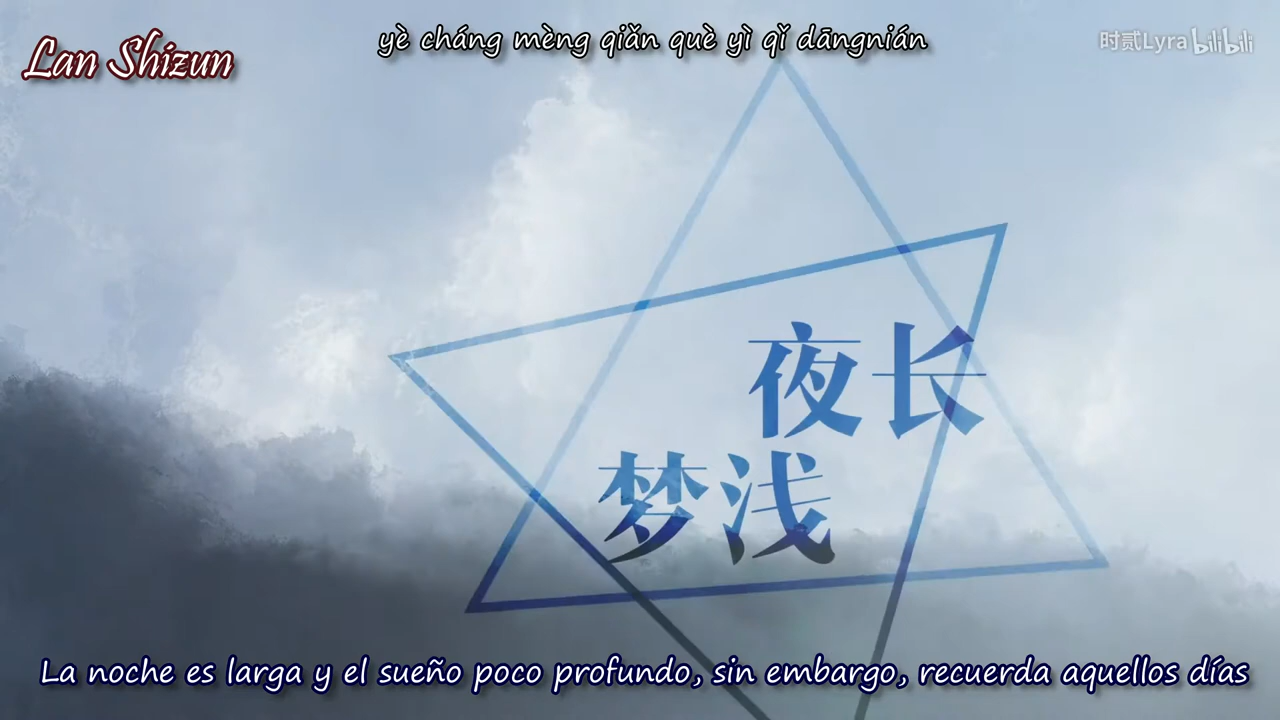 Lan Shizun
yè cháng mèng qiǎn què yì qǐ dāngnián
时贰Lyra bilibili
夜长
梦浅
La noche es larga y el sueño poco profundo, sin embargo, recuerda aquellos días